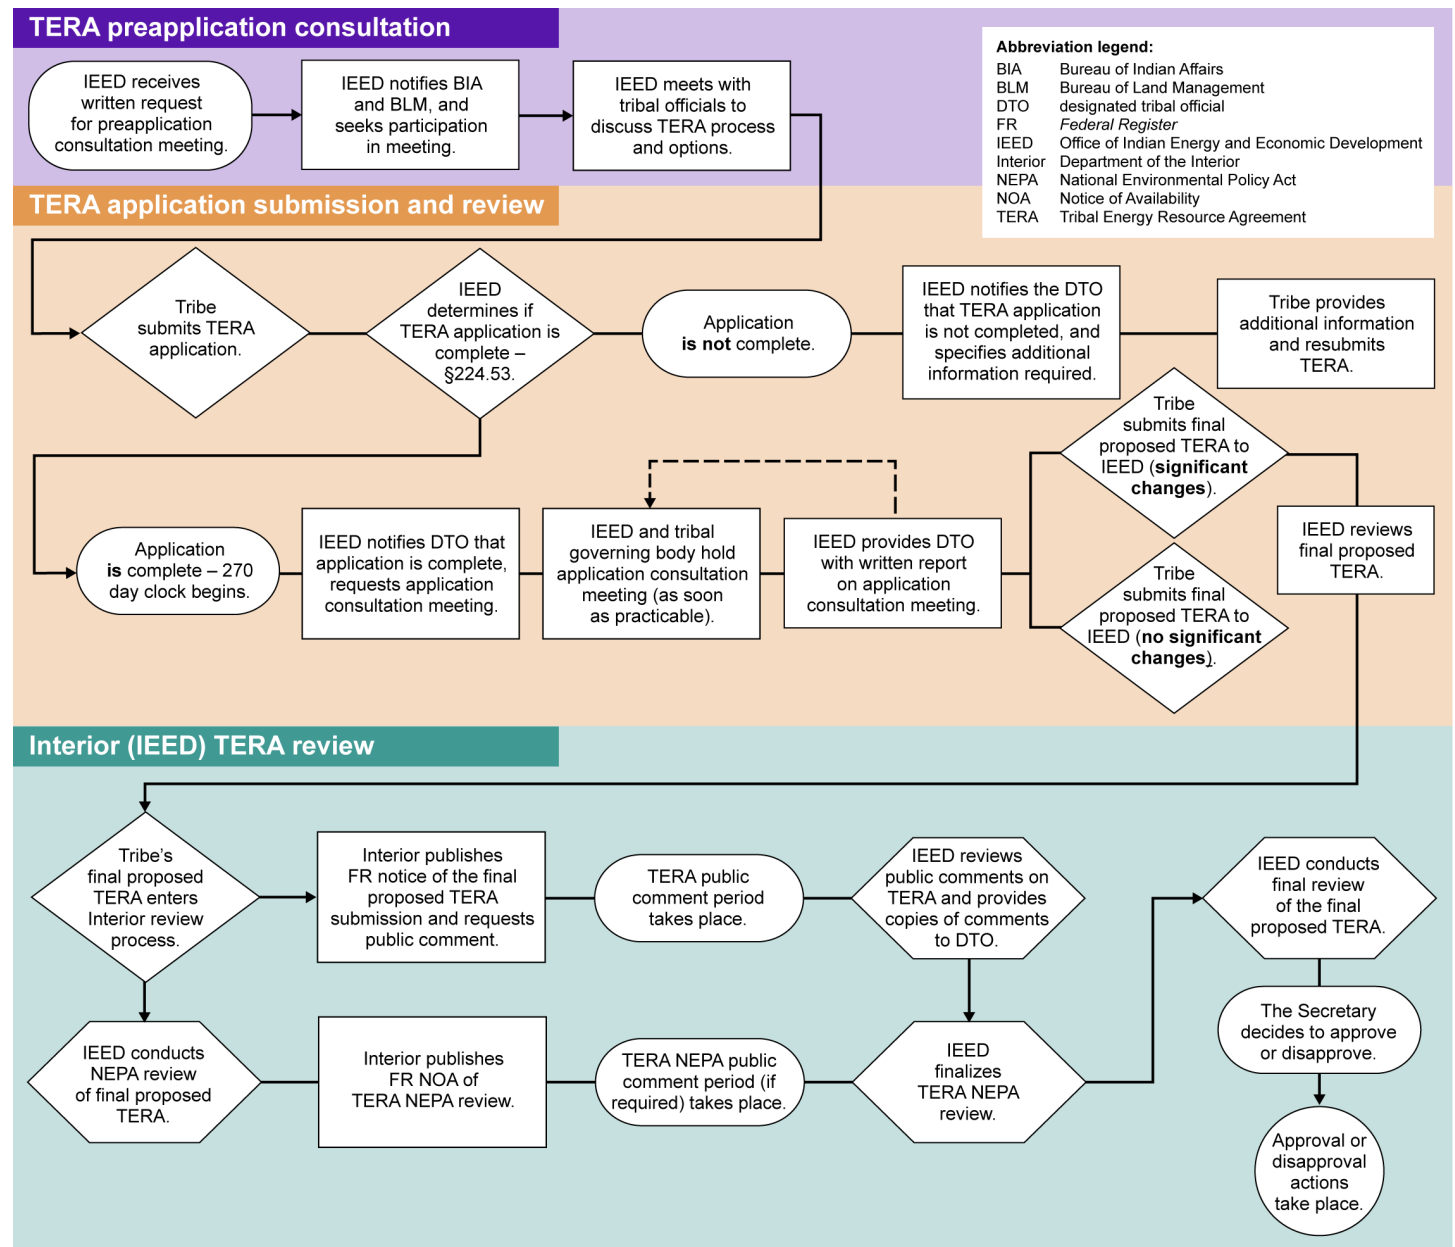 TERA preapplication consultation
IEED receives
written request
for preapplication
consultation meeting.
IEED notifies BIA
and BLM, and
seeks participation
in meeting.
IEED meets with
tribal officials to
discuss TERA process
and options.
Abbreviation legend:
BIA Bureau of Indian Affairs
BLM Bureau of Land Management
DTO designated tribal official
FR Federal Register
IEED Office of Indian Energy and Economic Development
Interior Department of the Interior
NEPA National Environmental Policy Act
NOA Notice of Availability
TERA Tribal Energy Resource Agreement
TERA application submission and review
Tribe
submits TERA
application.
IEED
determines if
TERA application is
complete –
§224.53.
Application
is not complete.
IEED notifies the DTO
that TERA application
is not completed, and
specifies additional
information required.
Tribe provides
additional information
and resubmits
TERA.
Application
is complete – 270
day clock begins.
IEED notifies DTO that
application is complete,
requests application
consultation meeting.
IEED and tribal
governing body hold
application consultation
meeting (as soon
as practicable).
IEED provides DTO
with written report
on application
consultation meeting.
Tribe
submits final
proposed TERA to
IEED (significant
changes).
Tribe
submits final
proposed TERA to
IEED (no significant
changes).
IEED reviews
final proposed
TERA.
Interior (IEED) TERA review
Tribe’s
final proposed
TERA enters
Interior review
process.
Interior publishes
FR notice of the final
proposed TERA
submission and requests
public comment.
TERA public
comment period
takes place.
IEED reviews
public comments on
TERA and provides
copies of comments
to DTO.
IEED conducts
final review
of the final
proposed TERA.
IEED conducts
NEPA review
of final proposed
TERA.
Interior publishes
FR NOA of
TERA NEPA review.
TERA NEPA public
comment period (if
required) takes place.
IEED
finalizes
TERA NEPA
review.
The Secretary
decides to approve
or disapprove.
Approval or
disapproval
actions
take place.